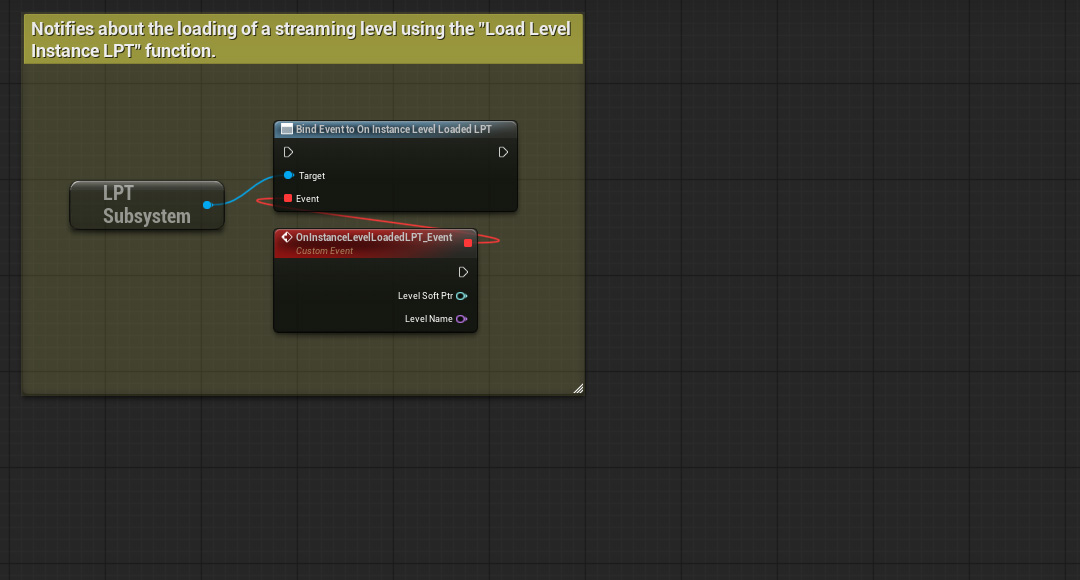 Notifies about the loading of a streaming level using the "Load Level
Instance LPT" function.
Bind Event to On Instance Level Loaded LPT
Target
Event
LPT
Subsystem
OnInstanceLevelLoadedLPT_Event
Custom Event
Level Soft Ptr
Level Name